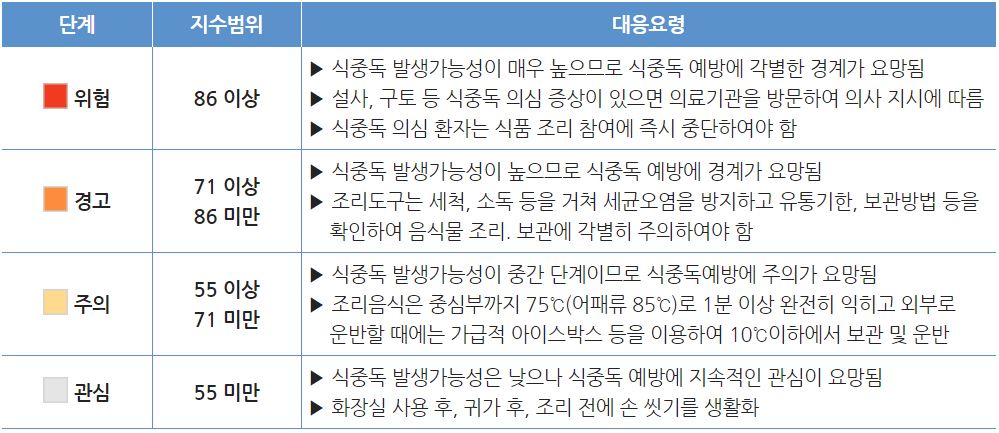 단계 지수범위 대응요령
위험
86 이상
▶ 식중독 발생가능성이 매우 높으므로 식중독 예방에 각별한 경계가 요망됨
▶ 설사, 구토 등 식중독 의심 증상이 있으면 의료기관을 방문하여 의사 지시에 따름
▶ 식중독 의심 환자는 식품 조리 참여에 즉시 중단하여야 함
경고
71 이상
86 미만
▶ 식중독 발생가능성이 높으므로 식중독 예방에 경계가 요망됨
▶ 조리도구는 세척, 소독 등을 거쳐 세균오염을 방지하고 유통기한, 보관방법 등을
확인하여 음식물 조리. 보관에 각별히 주의하여야 함
주의
55 이상
71 미만
▶ 식중독 발생가능성이 중간 단계이므로 식중독예방에 주의가 요망됨
▶ 조리음식은 중심부까지 75℃(어패류 85℃)로 1분 이상 완전히 익히고 외부로
운반할 때에는 가급적 아이스박스 등을 이용하여 10℃이하에서 보관 및 운반
관심
55 미만
▶ 식중독 발생가능성은 낮으나 식중독 예방에 지속적인 관심이 요망됨
▶ 화장실 사용 후, 귀가 후, 조리 전에 손 씻기를 생활화